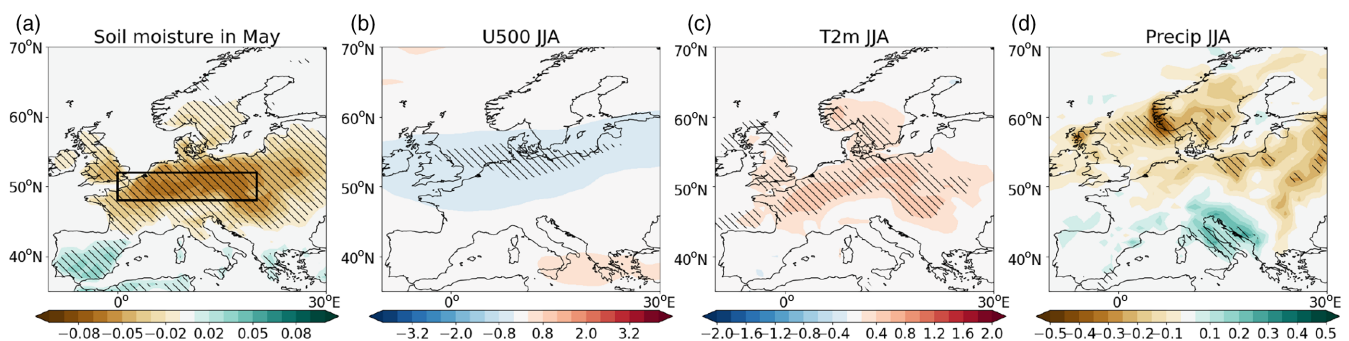 (a) Soil moisture in May
70°N
60°N
50°N
40°N
0° 30°E
−0.08 −0.05 −0.02 0.02 0.05 0.08
(b) U500 JJA
70°N
60°N
50°N
40°N
0° 30°E
−3.2 −2.0 −0.8 0.8 2.0 3.2
(c) T2m JJA
70°N
60°N
50°N
40°N
0° 30°E
−2.0−1.6−1.2−0.8−0.4 0.4 0.8 1.2 1.6 2.0
(d) Precip JJA
70°N
60°N
50°N
40°N
0° 30°E
−0.5−0.4−0.3−0.2−0.1 0.1 0.2 0.3 0.4 0.5